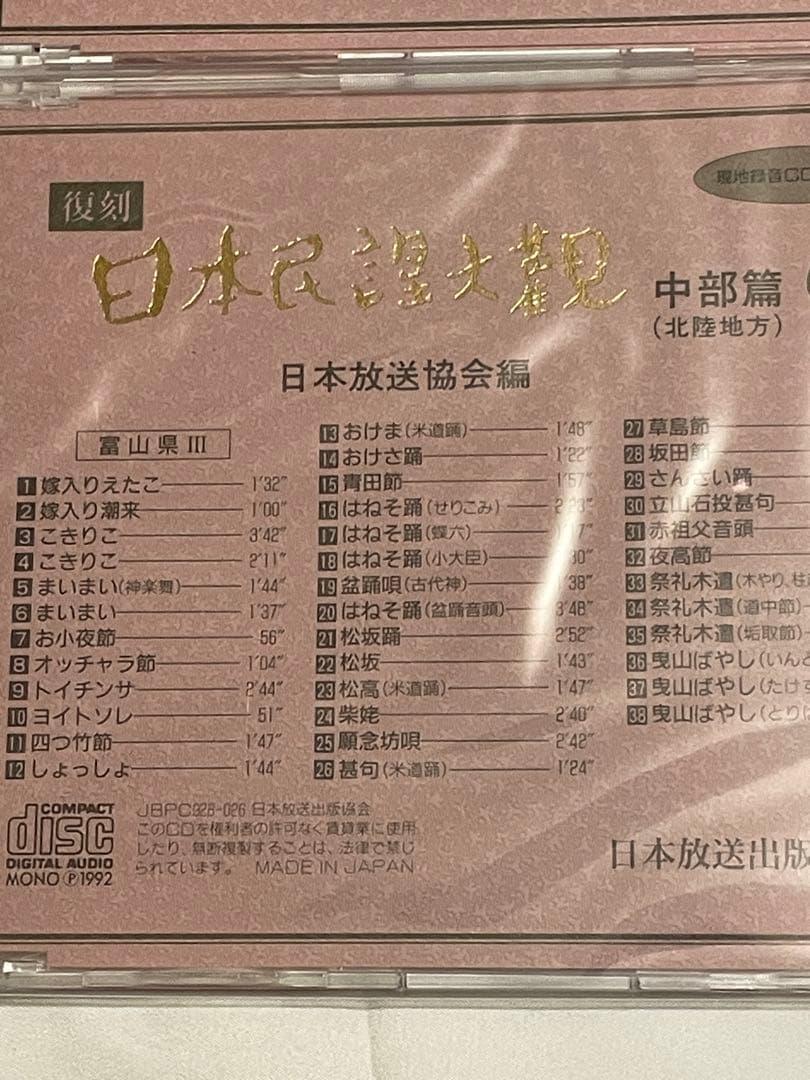 復刻
日本民謡大觀
中部篇
(北陸地方)
現地録音CD
日本放送協会編
富山県 III
1 嫁入りえたこ 1'32"
2 嫁入り潮来 1'00"
3 こきりこ 3'42"
4 こきりこ 2'11"
5 まいまい(神楽舞) 1'44"
6 まいまい 1'37"
7 お小夜節 56"
8 オッチャラ節 1'04"
9 トイチンサ 2'44"
10 ヨイトソレ 51"
11 四つ竹節 1'47"
12 しょっしょ 1'44"
13 おけま(米道踊) 1'48"
14 おけさ踊 1'22"
15 青田節 1'57"
16 はねそ踊(せりこみ)
17 はねそ踊(蝶六) 7"
18 はねそ踊(小大臣) 30"
19 盆踊唄(古代神) 38"
20 はねそ踊(盆踊音頭) 3'48"
21 松坂踊 2'52"
22 松坂 1'43"
23 松高(米道踊) 1'47"
24 柴姥 2'40"
25 願念坊唄 2'42"
26 甚句(米道踊) 1'24"
27 草島節
28 坂田節
29 さんさい踊
30 立山石投甚句
31 赤祖父音頭
32 夜高節
33 祭礼木遣(木やり,
34 祭礼木遣(道中節)
35 祭礼木遣(垢取節)
36 曳山ばやし(いん
37 曳山ばやし(たけ
38 曳山ばやし(とり
COMPACT
disc
DIGITAL AUDIO
MONO Ⓟ1992
JBPC928-026 日本放送出版協会
このCDを権利者の許可なく賃貸業に使用
したり、無断複製することは、法律で禁じ
られています。 MADE IN JAPAN
日本放送出版